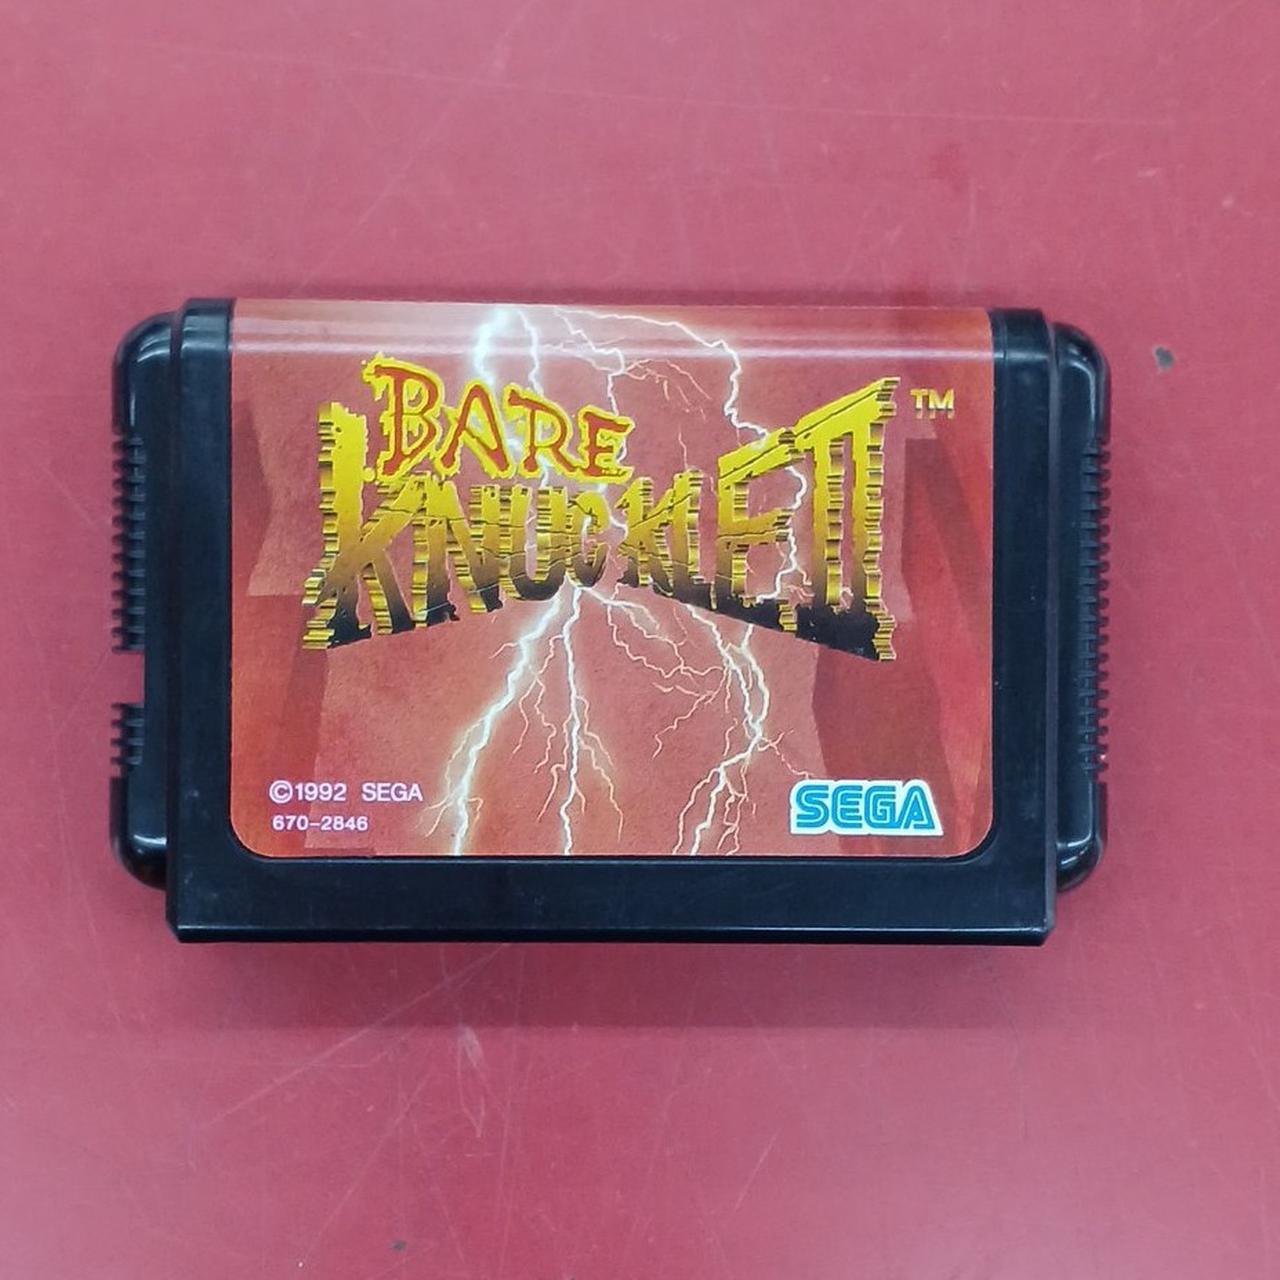 BARE
KNUCKLE II ™
©1992 SEGA
670-2846
SEGA